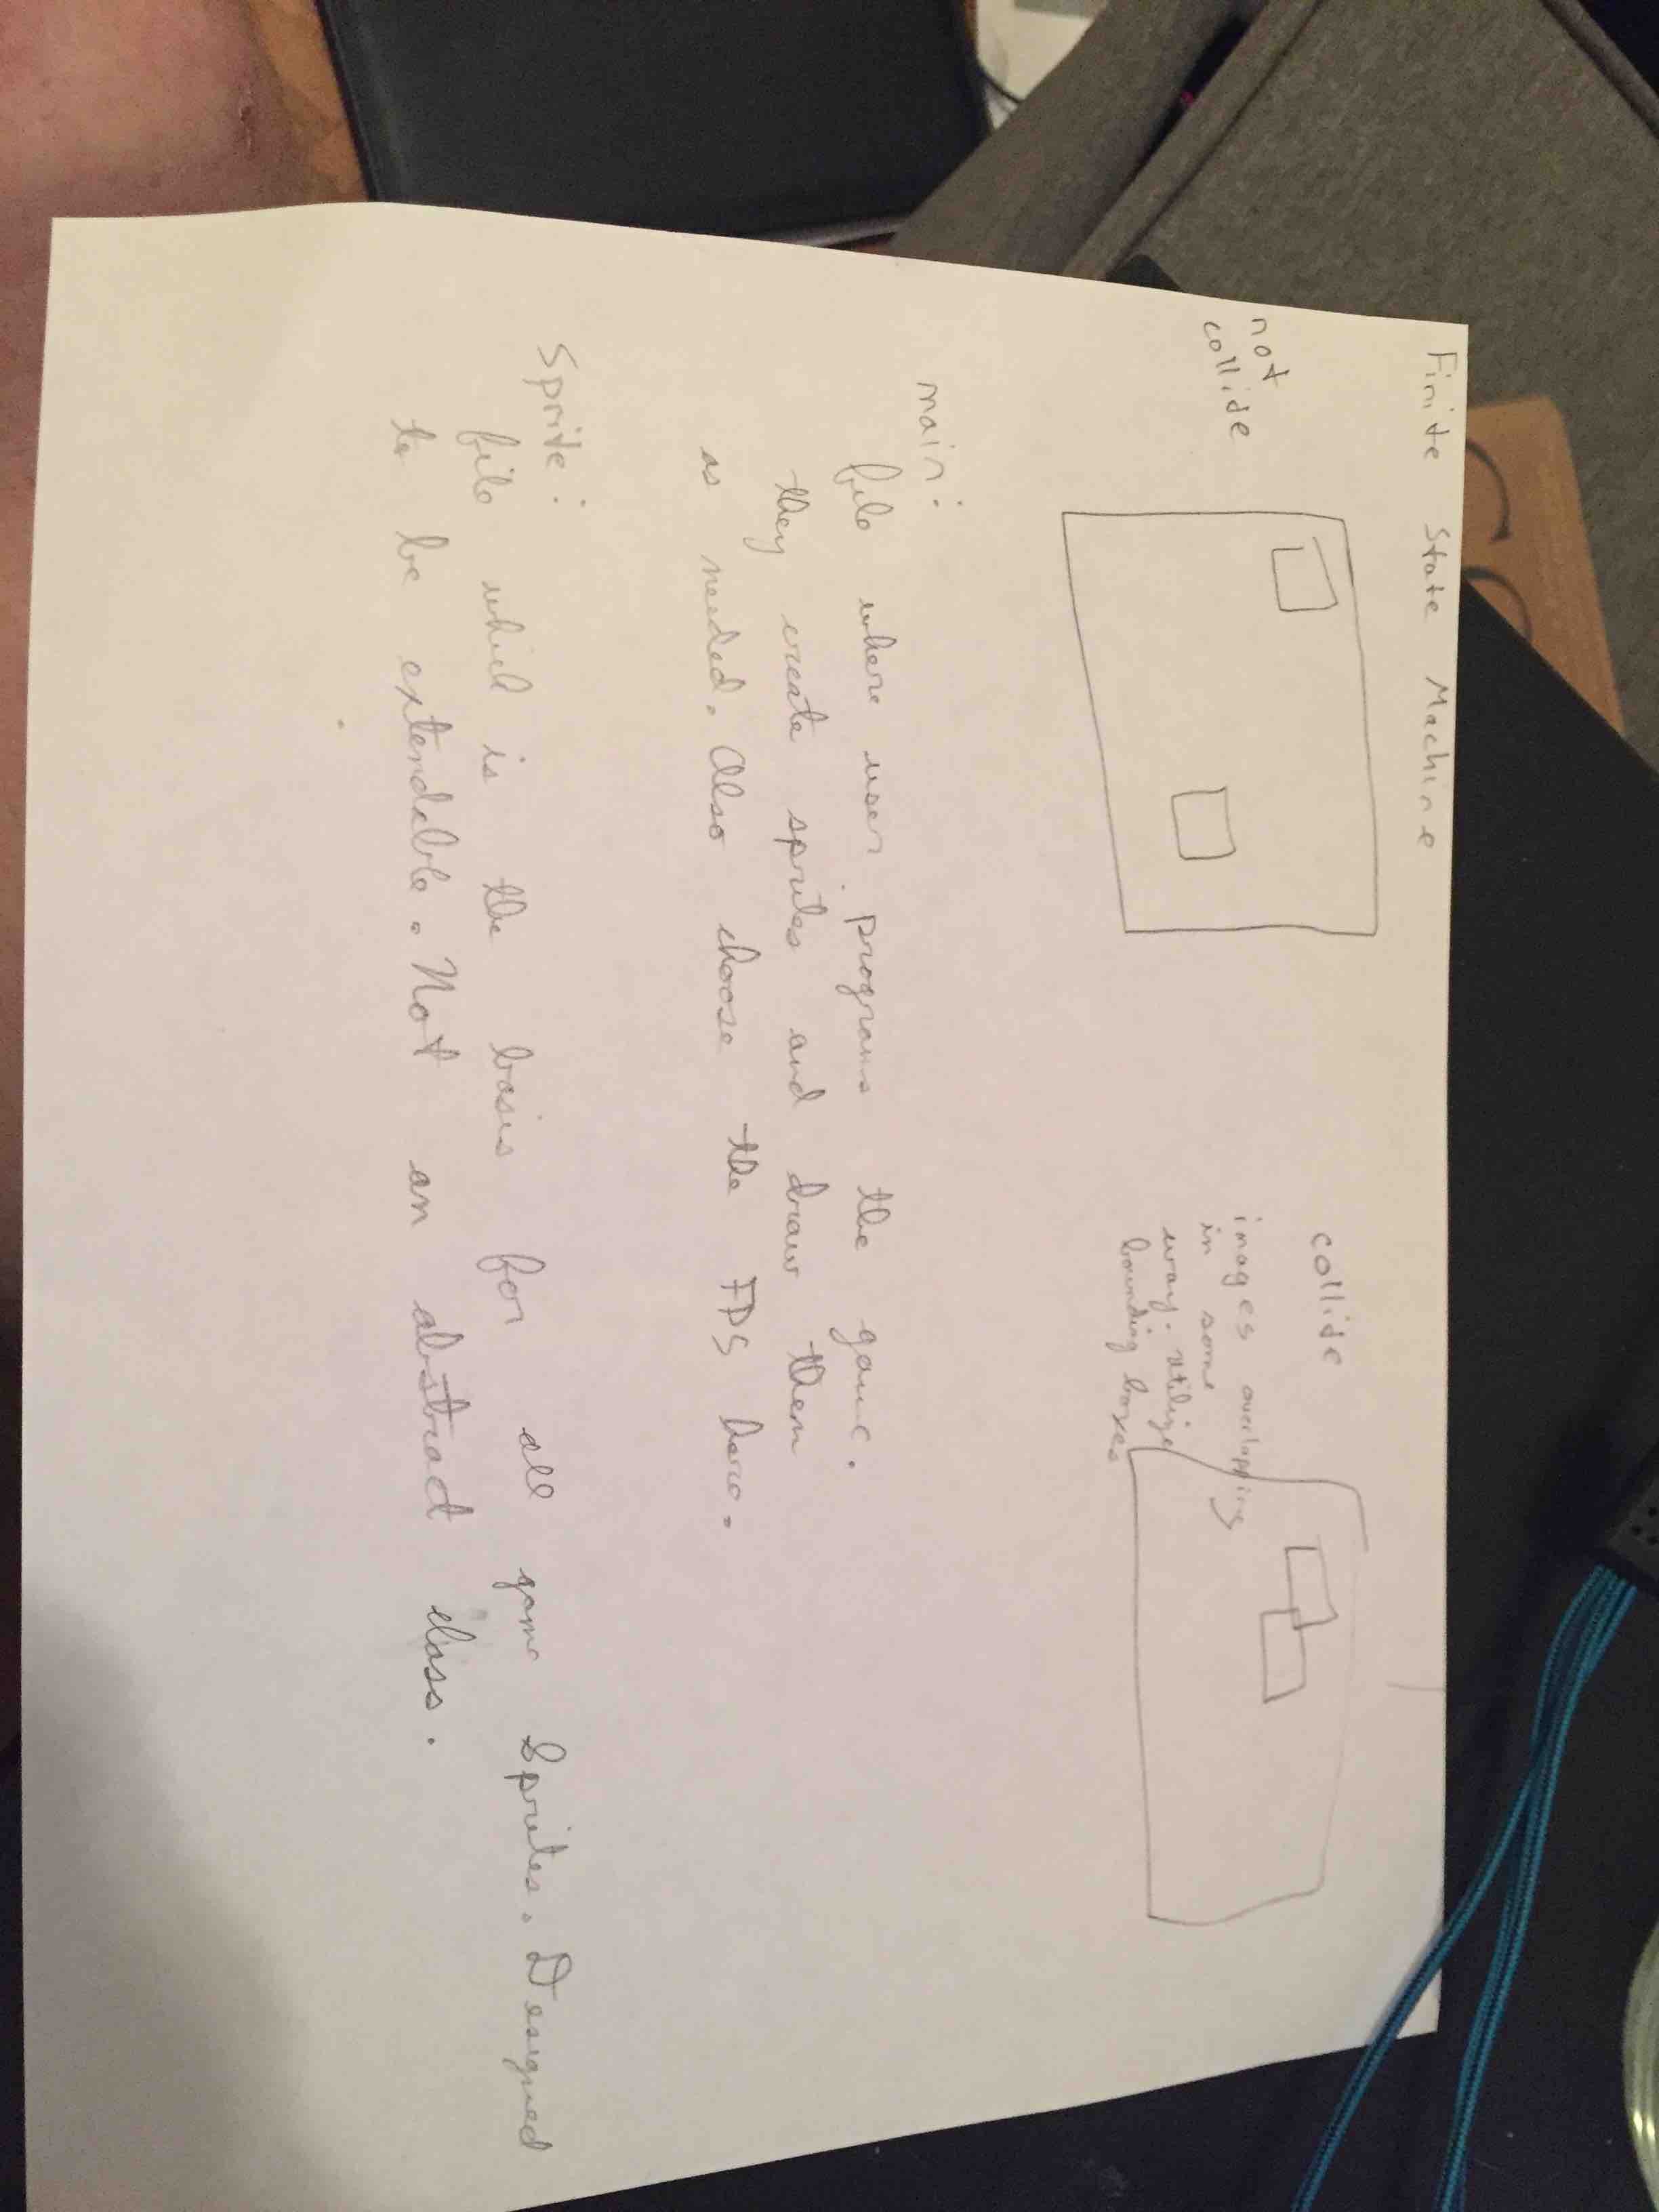 Finite State Machine
not
collide
collide
images overlapping
in some
way. utilize
bounding boxes
main:
file where user programs the game.
they create sprites and draw them
as needed. Also choose the FPS here.
Sprite:
file which is the basis for all game Sprites. Designed
to be extendable. Not an abstract class.